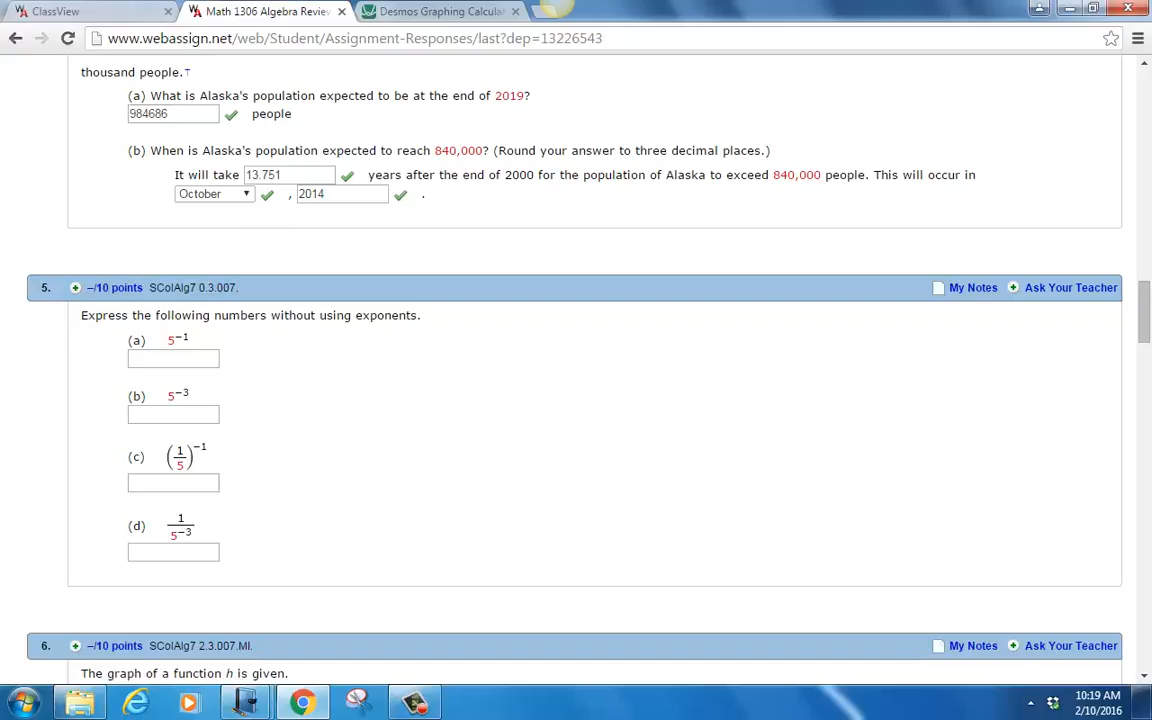 ClassView × Math 1306 Algebra Revie × Desmos Graphing Calcula ×
www.webassign.net/web/Student/Assignment-Responses/last?dep=13226543
thousand people.T
(a) What is Alaska's population expected to be at the end of 2019?
984686 people
(b) When is Alaska's population expected to reach 840,000? (Round your answer to three decimal places.)
It will take 13.751 years after the end of 2000 for the population of Alaska to exceed 840,000 people. This will occur in
October , 2014 .
5. –/10 points SColAlg7 0.3.007. My Notes Ask Your Teacher
Express the following numbers without using exponents.
(a) 5⁻¹
(b) 5⁻³
(c) (1/5)⁻¹
(d) 1/5⁻³
6. –/10 points SColAlg7 2.3.007.MI. My Notes Ask Your Teacher
The graph of a function h is given.
10:19 AM
2/10/2016